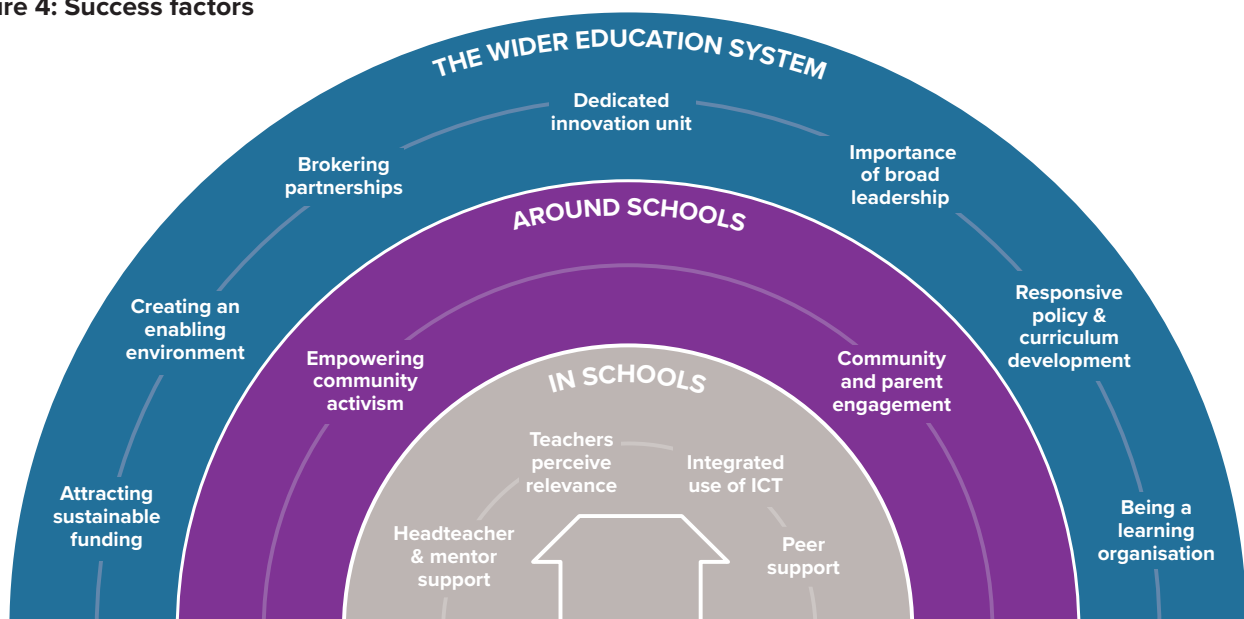 re 4: Success factors
THE WIDER EDUCATION SYSTEM
Dedicated
innovation unit
Brokering
partnerships
Importance
of broad
leadership
Creating an
enabling
environment
Responsive
policy &
curriculum
development
Attracting
sustainable
funding
Being a
learning
organisation
AROUND SCHOOLS
Empowering
community
activism
Community
and parent
engagement
IN SCHOOLS
Teachers
perceive
relevance
Integrated
use of ICT
Headteacher
& mentor
support
Peer
support